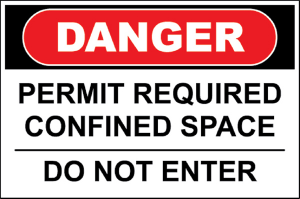 DANGER
PERMIT REQUIRED
CONFINED SPACE
DO NOT ENTER